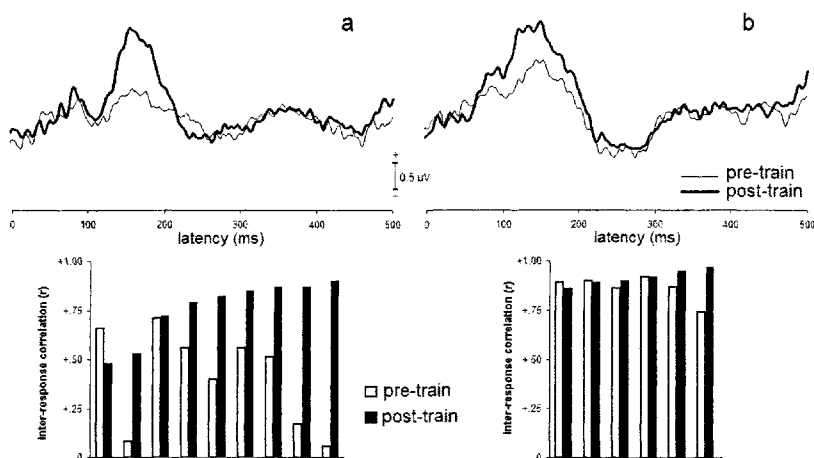 a
b
+
0.5 uV
−
pre-train
post-train
0 100 200 300 400 500
latency (ms)
0 100 200 300 400 500
latency (ms)
Inter-response correlation (r)
+1.00
+.75
+.50
+.25
0
pre-train
post-train
Inter-response correlation (r)
+1.00
+.75
+.50
+.25
0